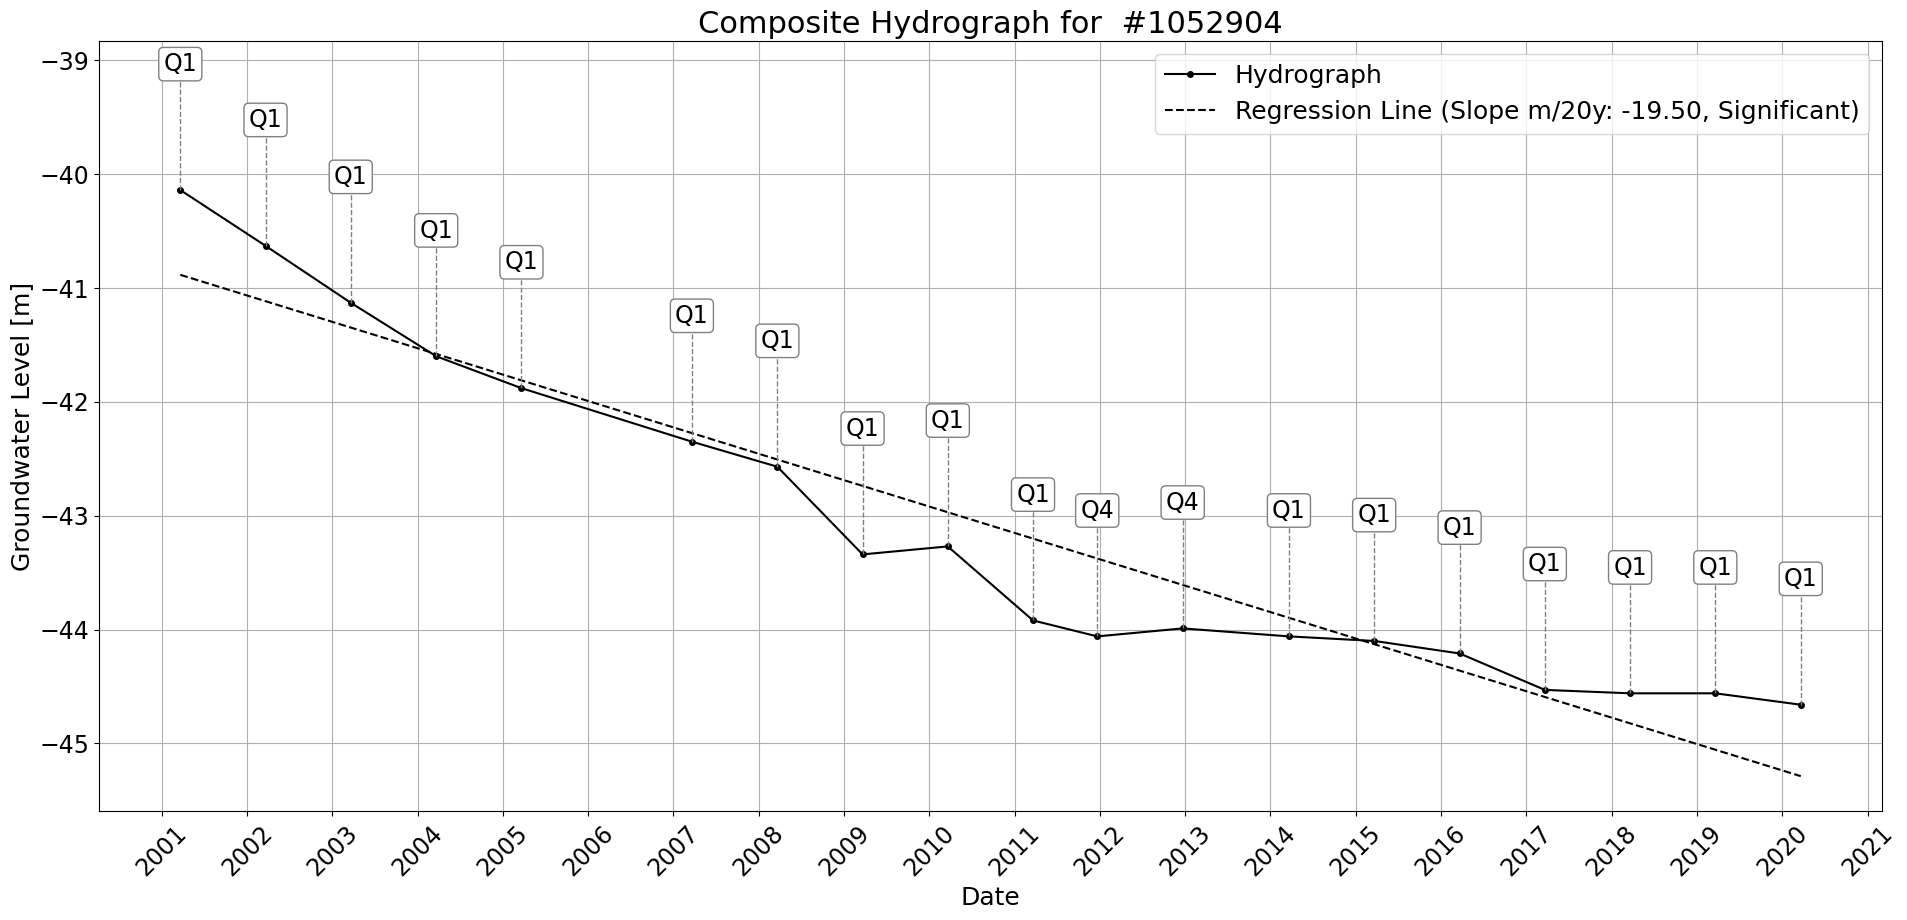 Composite Hydrograph for  #1052904
Hydrograph
Regression Line (Slope m/20y: -19.50, Significant)
Groundwater Level [m]
−39
−40
−41
−42
−43
−44
−45
Q1
Q1
Q1
Q1
Q1
Q1
Q1
Q1
Q1
Q1
Q4
Q4
Q1
Q1
Q1
Q1
Q1
Q1
Q1
2001
2002
2003
2004
2005
2006
2007
2008
2009
2010
2011
2012
2013
2014
2015
2016
2017
2018
2019
2020
2021
Date